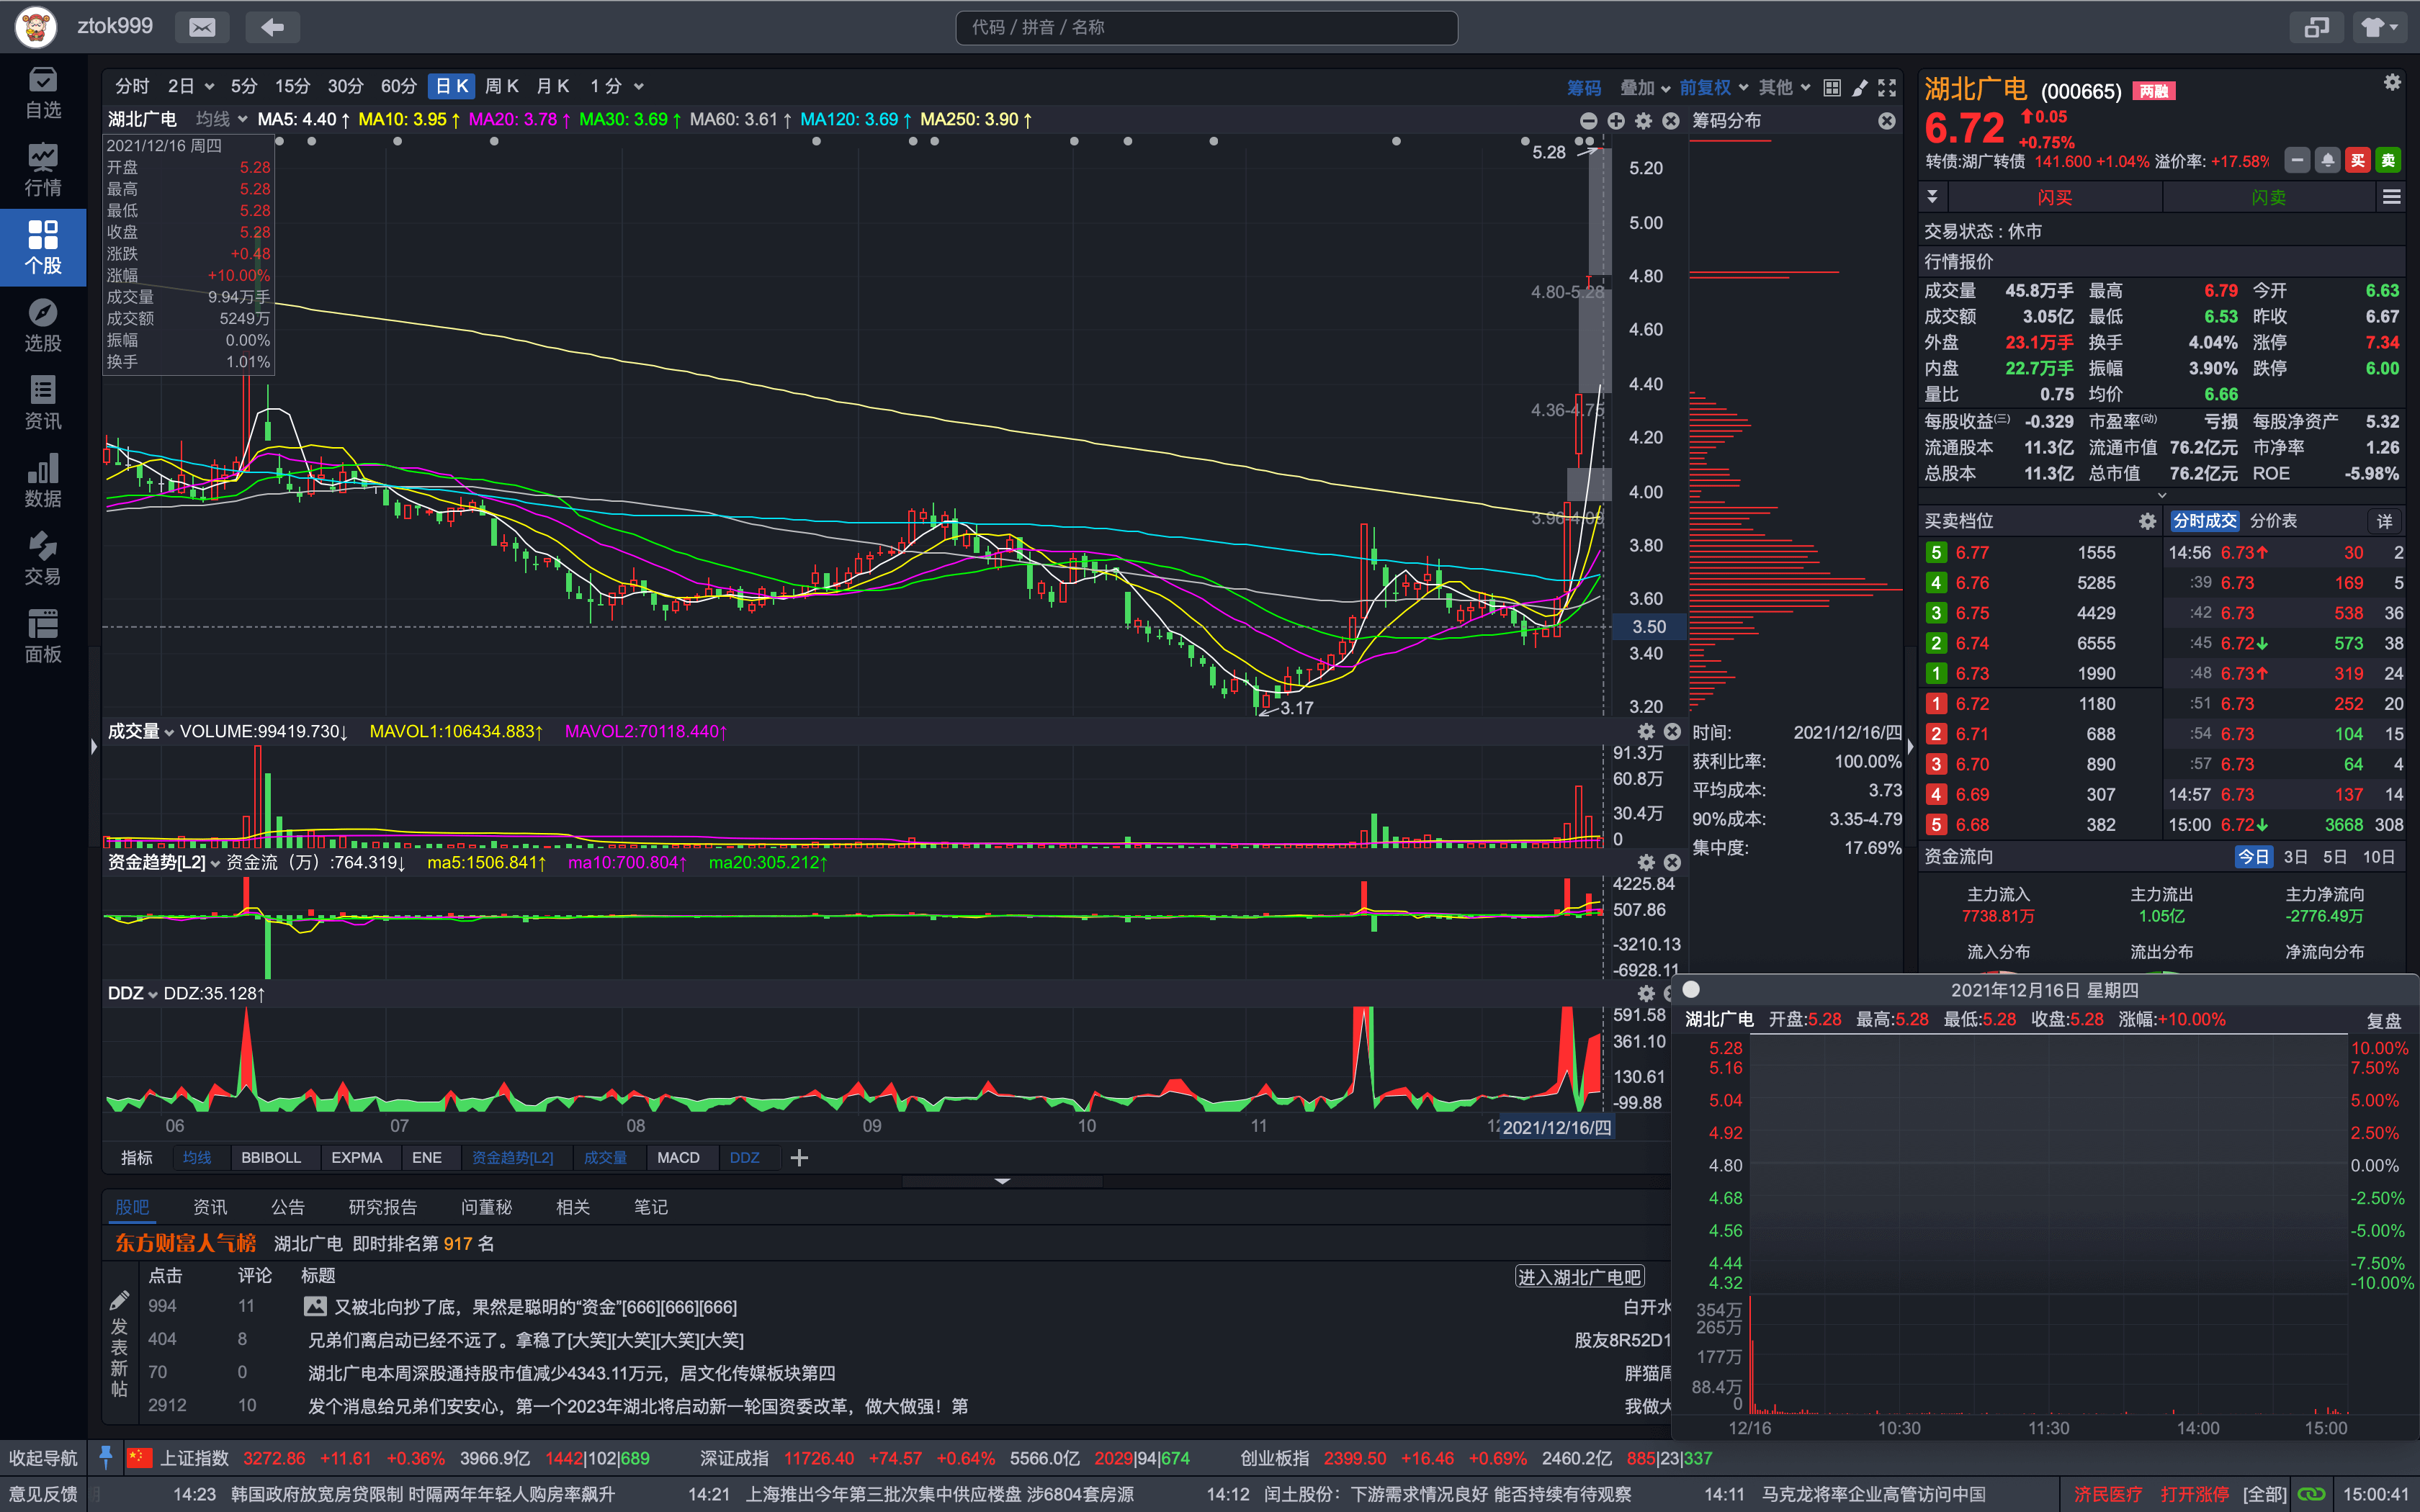 ztok999
代码 / 拼音 / 名称
自选
行情
个股
选股
资讯
数据
交易
面板
分时 2日 5分 15分 30分 60分 日K 周K 月K 1分
筹码 叠加 前复权 其他
湖北广电 均线 MA5: 4.40↑ MA10: 3.95↑ MA20: 3.78↑ MA30: 3.69↑ MA60: 3.61↑ MA120: 3.69↑ MA250: 3.90↑
2021/12/16 周四
开盘 5.28
最高 5.28
最低 5.28
收盘 5.28
涨跌 +0.48
涨幅 +10.00%
成交量 9.94万手
成交额 5249万
振幅 0.00%
换手 1.01%
5.28
4.80-5.28
4.36-4.75
3.17
5.20
5.00
4.80
4.60
4.40
4.20
4.00
3.80
3.60
3.50
3.40
3.20
筹码分布
时间: 2021/12/16/四
获利比率: 100.00%
平均成本: 3.73
90%成本: 3.35-4.79
集中度: 17.69%
成交量 VOLUME:99419.730↓ MAVOL1:106434.883↑ MAVOL2:70118.440↑
91.3万
60.8万
30.4万
0
资金趋势[L2] 资金流（万）:764.319↓ ma5:1506.841↑ ma10:700.804↑ ma20:305.212↑
4225.84
507.86
-3210.13
-6928.11
DDZ DDZ:35.128↑
591.58
361.10
130.61
-99.88
06 07 08 09 10 11 2021/12/16/四
指标 均线 BBIBOLL EXPMA ENE 资金趋势[L2] 成交量 MACD DDZ
股吧 资讯 公告 研究报告 问董秘 相关 笔记
东方财富人气榜 湖北广电 即时排名第 917 名
点击 评论 标题
进入湖北广电吧
发表新帖
994 11 又被北向抄了底，果然是聪明的“资金”[666][666][666] 白开水
404 8 兄弟们离启动已经不远了。拿稳了[大笑][大笑][大笑][大笑] 股友8R52D1
70 0 湖北广电本周深股通持股市值减少4343.11万元，居文化传媒板块第四 胖猫周
2912 10 发个消息给兄弟们安安心，第一个2023年湖北将启动新一轮国资委改革，做大做强！第 我做大
湖北广电 (000665) 两融
6.72 ↑0.05
+0.75%
转债:湖广转债 141.600 +1.04% 溢价率: +17.58%
买 卖
闪买 闪卖
交易状态 : 休市
行情报价
成交量 45.8万手 最高 6.79 今开 6.63
成交额 3.05亿 最低 6.53 昨收 6.67
外盘 23.1万手 换手 4.04% 涨停 7.34
内盘 22.7万手 振幅 3.90% 跌停 6.00
量比 0.75 均价 6.66
每股收益(三) -0.329 市盈率(动) 亏损 每股净资产 5.32
流通股本 11.3亿 流通市值 76.2亿元 市净率 1.26
总股本 11.3亿 总市值 76.2亿元 ROE -5.98%
买卖档位
5 6.77 1555
4 6.76 5285
3 6.75 4429
2 6.74 6555
1 6.73 1990
1 6.72 1180
2 6.71 688
3 6.70 890
4 6.69 307
5 6.68 382
分时成交 分价表 详
14:56 6.73↑ 30 2
:39 6.73 169 5
:42 6.73 538 36
:45 6.72↓ 573 38
:48 6.73↑ 319 24
:51 6.73 252 20
:54 6.73 104 15
:57 6.73 64 4
14:57 6.73 137 14
15:00 6.72↓ 3668 308
资金流向 今日 3日 5日 10日
主力流入 主力流出 主力净流向
7738.81万 1.05亿 -2776.49万
流入分布 流出分布 净流向分布
2021年12月16日 星期四
湖北广电 开盘:5.28 最高:5.28 最低:5.28 收盘:5.28 涨幅:+10.00% 复盘
5.28 10.00%
5.16 7.50%
5.04 5.00%
4.92 2.50%
4.80 0.00%
4.68 -2.50%
4.56 -5.00%
4.44 -7.50%
4.32 -10.00%
354万
265万
177万
88.4万
0
12/16 10:30 11:30 14:00 15:00
收起导航 上证指数 3272.86 +11.61 +0.36% 3966.9亿 1442|102|689 深证成指 11726.40 +74.57 +0.64% 5566.0亿 2029|94|674 创业板指 2399.50 +16.46 +0.69% 2460.2亿 885|23|337
意见反馈 14:23 韩国政府放宽房贷限制 时隔两年年轻人购房率飙升 14:21 上海推出今年第三批次集中供应楼盘 涉6804套房源 14:12 闰土股份：下游需求情况良好 能否持续有待观察 14:11 马克龙将率企业高管访问中国 济民医疗 打开涨停 [全部] 15:00:41